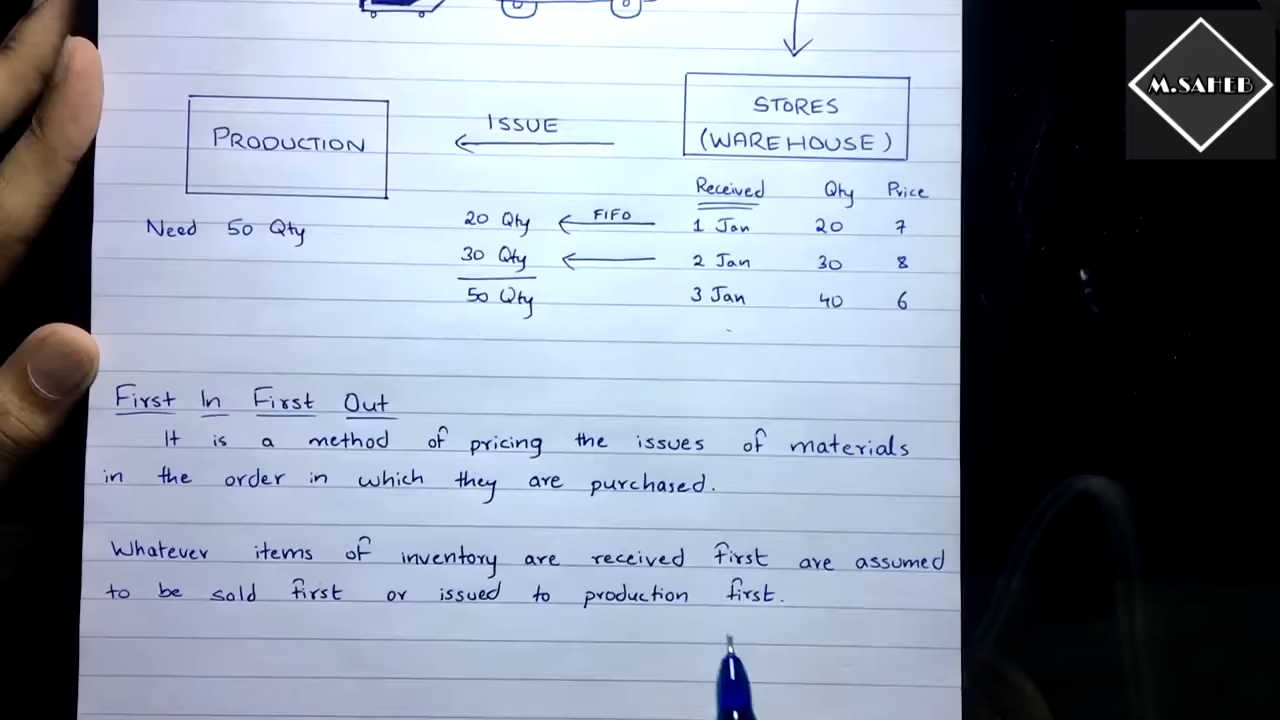 M.SAHEB
STORES
(WAREHOUSE)
PRODUCTION
ISSUE
Received Qty Price
Need 50 Qty
20 Qty FIFO 1 Jan 20 7
30 Qty 2 Jan 30 8
50 Qty 3 Jan 40 6
First In First Out
It is a method of pricing the issues of materials
in the order in which they are purchased.
Whatever items of inventory are received first are assumed
to be sold first or issued to production first.